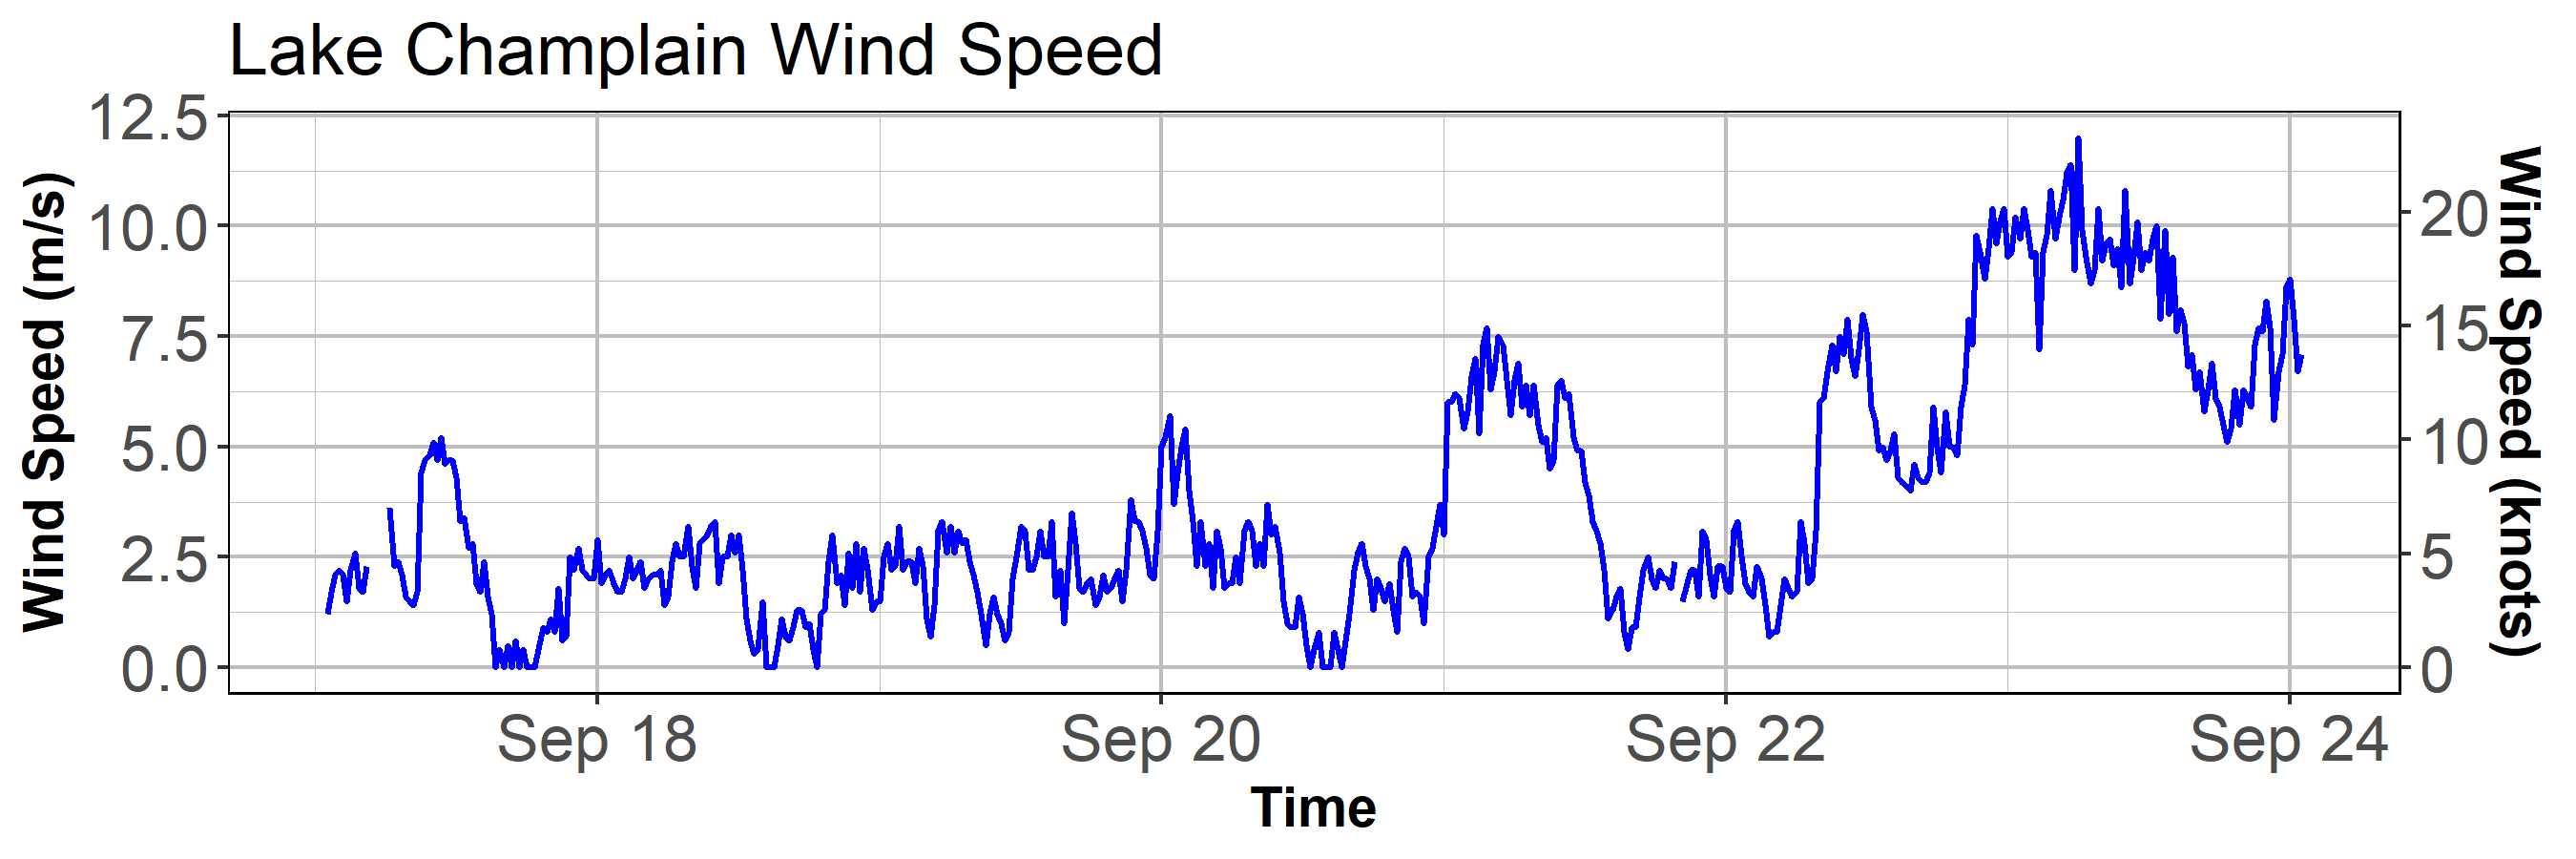 Lake Champlain Wind Speed
12.5
10.0
7.5
5.0
2.5
0.0
Wind Speed (m/s)
20
15
10
5
0
Wind Speed (knots)
Sep 18 Sep 20 Sep 22 Sep 24
Time